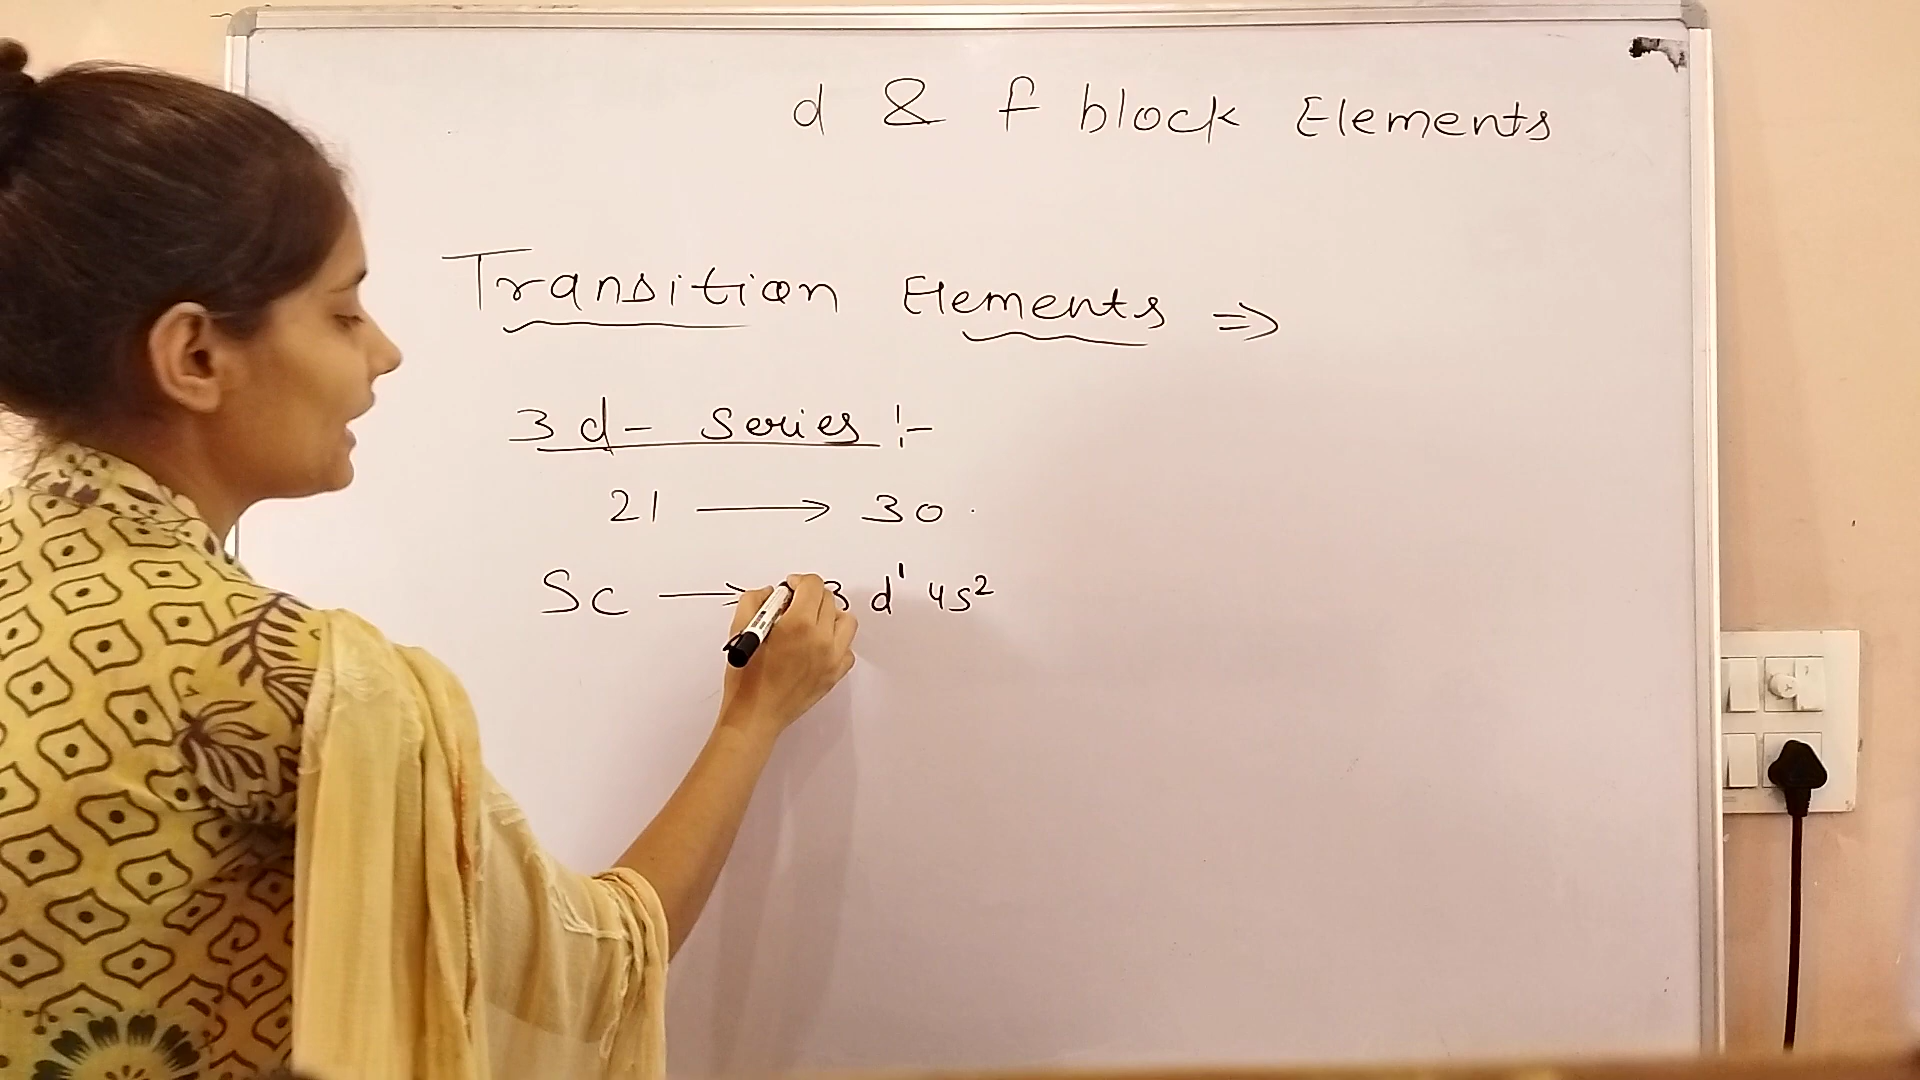 d & f block Elements
Transition Elements ⇒
3d- Series :-
21 ⟶ 30
Sc ⟶ 3d¹ 4s²